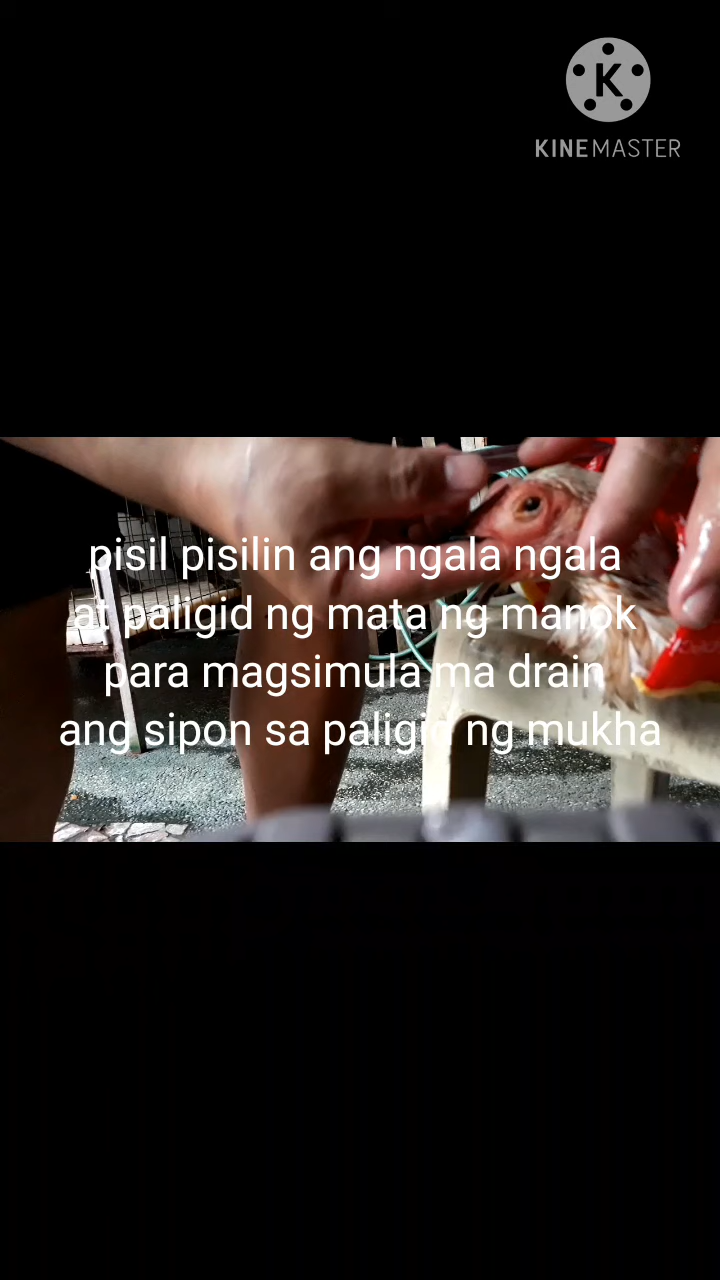 KINEMASTER
pisil pisilin ang ngala ngala
at paligid ng mata ng manok
para magsimula ma drain
ang sipon sa paligid ng mukha